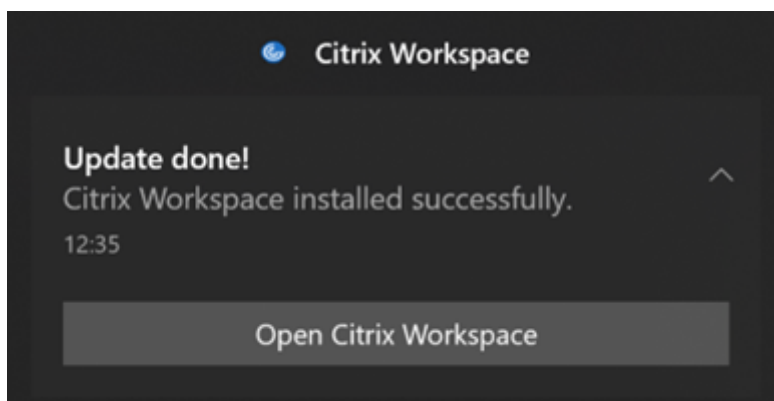 Citrix Workspace
Update done!
Citrix Workspace installed successfully.
12:35
Open Citrix Workspace